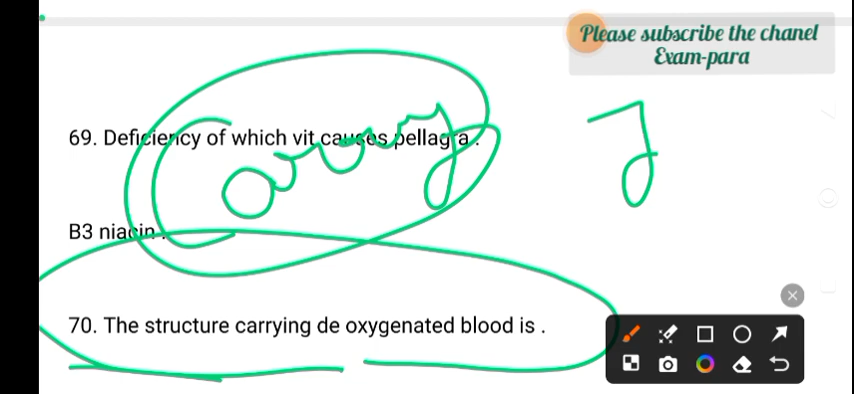 Please subscribe the chanel
Exam-para
69. Deficiency of which vit causes pellagra .
B3 niacin .
70. The structure carrying de oxygenated blood is .